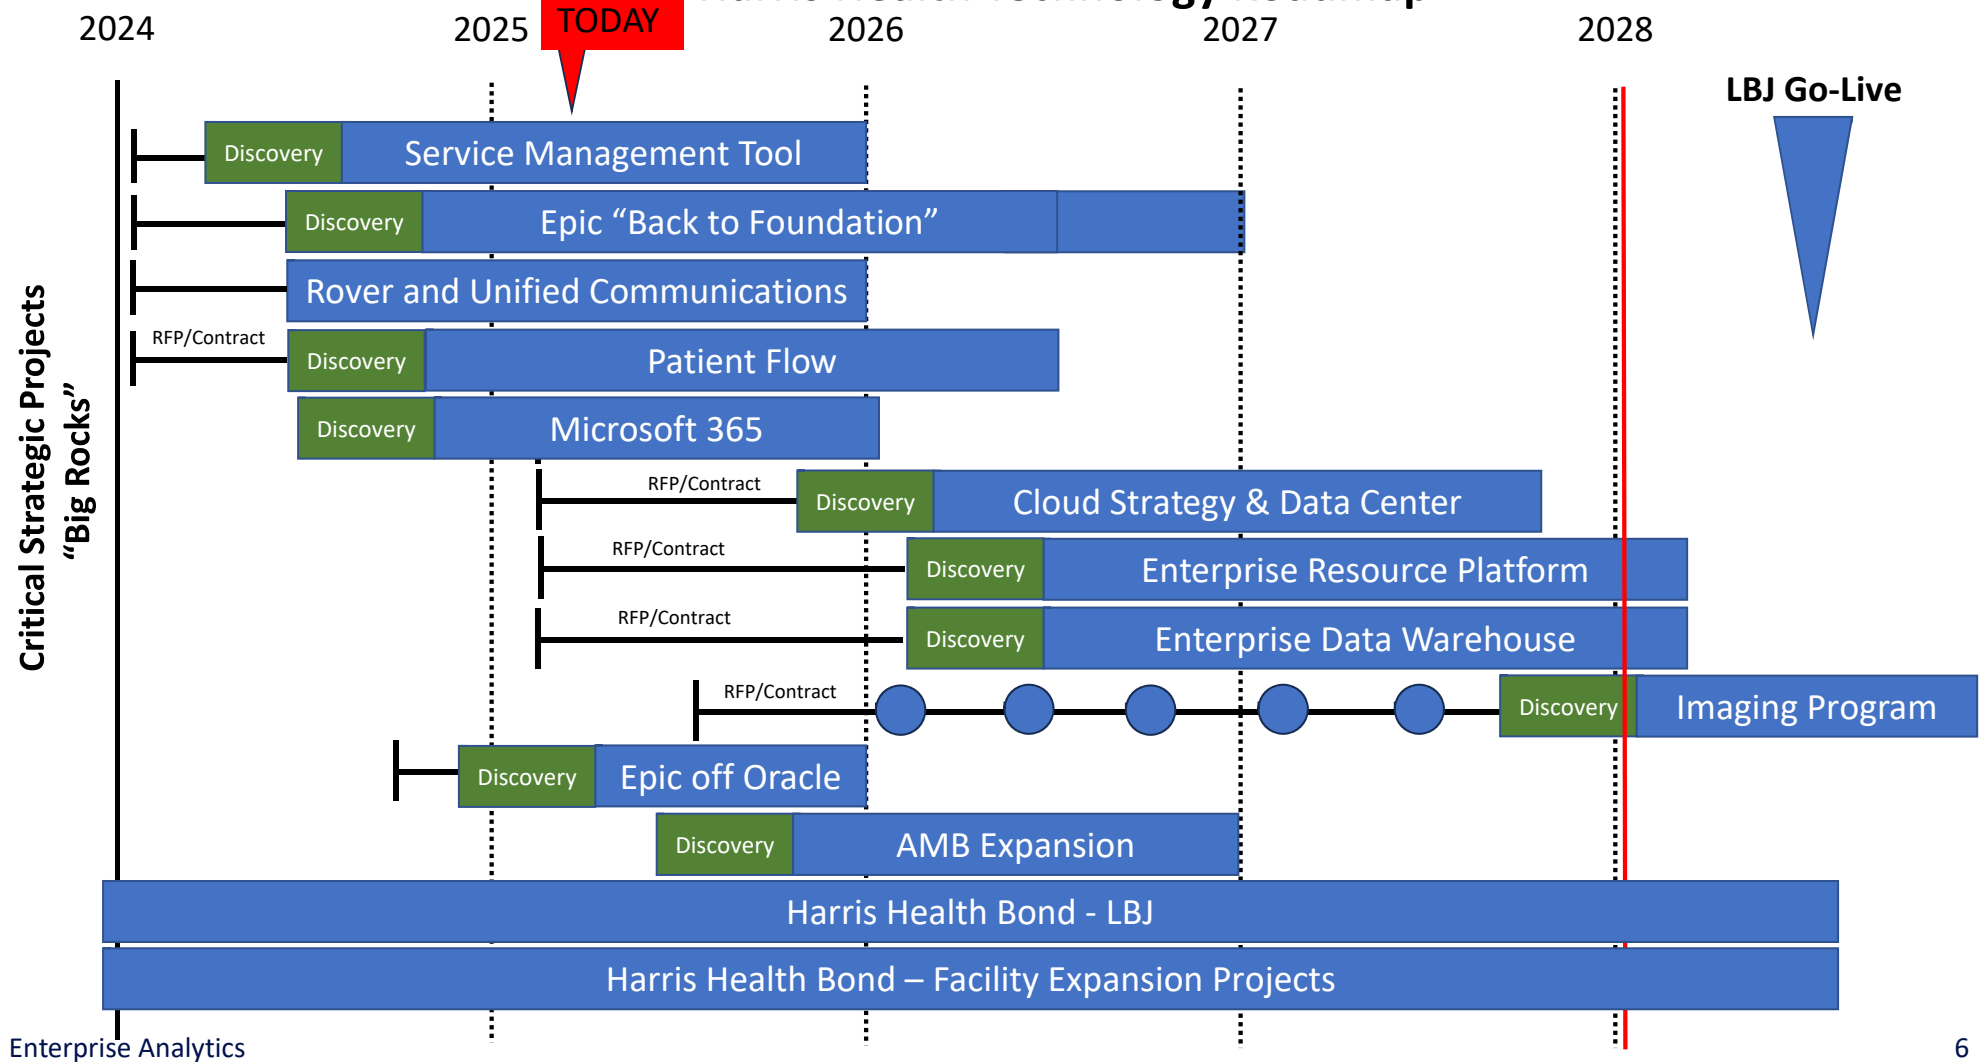 Harris Health Technology Roadmap
2024
2025
TODAY
2026
2027
2028
LBJ Go-Live
Critical Strategic Projects
“Big Rocks”
Discovery
Service Management Tool
Discovery
Epic “Back to Foundation”
Rover and Unified Communications
RFP/Contract
Discovery
Patient Flow
Discovery
Microsoft 365
RFP/Contract
Discovery
Cloud Strategy & Data Center
RFP/Contract
Discovery
Enterprise Resource Platform
RFP/Contract
Discovery
Enterprise Data Warehouse
RFP/Contract
Discovery
Imaging Program
Discovery
Epic off Oracle
Discovery
AMB Expansion
Harris Health Bond - LBJ
Harris Health Bond – Facility Expansion Projects
Enterprise Analytics
6